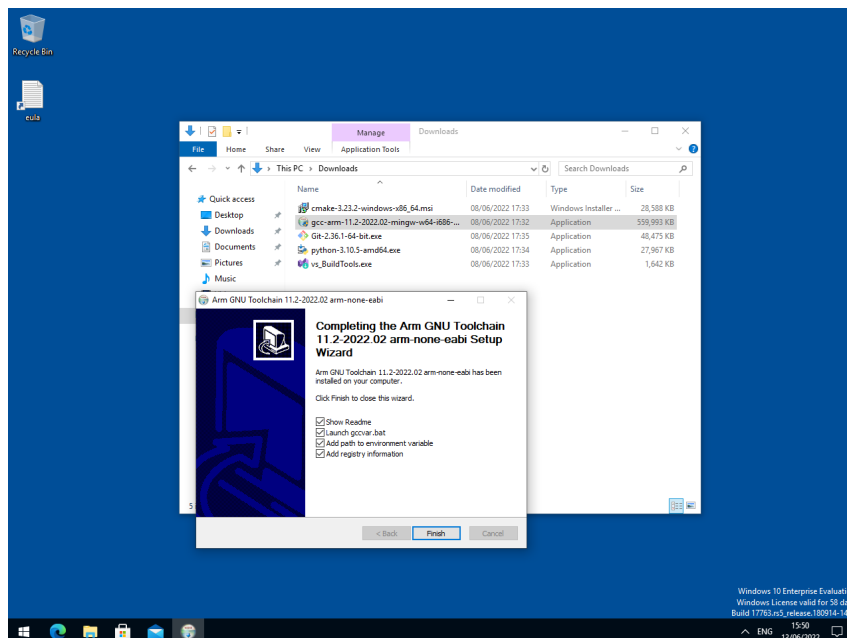 Recycle Bin
eula
Manage
Downloads
File
Home
Share
View
Application Tools
This PC > Downloads
Search Downloads
Name
Date modified
Type
Size
Quick access
Desktop
Downloads
Documents
Pictures
Music
cmake-3.23.2-windows-x86_64.msi 08/06/2022 17:33 Windows Installer ... 28,588 KB
gcc-arm-11.2-2022.02-mingw-w64-i686-... 08/06/2022 17:32 Application 559,993 KB
Git-2.36.1-64-bit.exe 08/06/2022 17:35 Application 48,475 KB
python-3.10.5-amd64.exe 08/06/2022 17:34 Application 27,967 KB
vs_BuildTools.exe 08/06/2022 17:33 Application 1,642 KB
Arm GNU Toolchain 11.2-2022.02 arm-none-eabi
Completing the Arm GNU Toolchain
11.2-2022.02 arm-none-eabi Setup
Wizard
Arm GNU Toolchain 11.2-2022.02 arm-none-eabi has been
installed on your computer.
Click Finish to close this wizard.
Show Readme
Launch gccvar.bat
Add path to environment variable
Add registry information
5
< Back
Finish
Cancel
Windows 10 Enterprise Evaluati
Windows License valid for 58 da
Build 17763.rs5_release.180914-14
ENG
15:50
13/06/2022